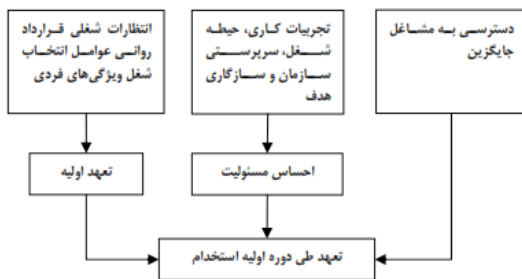 دسترسی به مشاغل
جایگزین
تجربیات کاری، حیطه
شغل، سرپرستی
سازمان و سازگاری
هدف
انتظارات شغلی قرارداد
روانی عوامل انتخاب
شغل ویژگی‌های فردی
احساس مسئولیت
تعهد اولیه
تعهد طی دوره اولیه استخدام